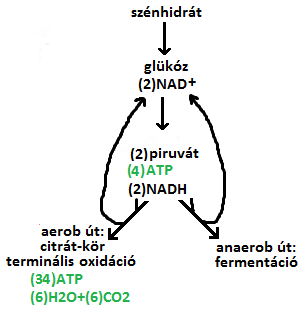 szénhidrát
glükóz
(2)NAD+
(2)piruvát
(4)ATP
(2)NADH
aerob út:
citrát-kör
terminális oxidáció
(34)ATP
(6)H2O+(6)CO2
anaerob út:
fermentáció